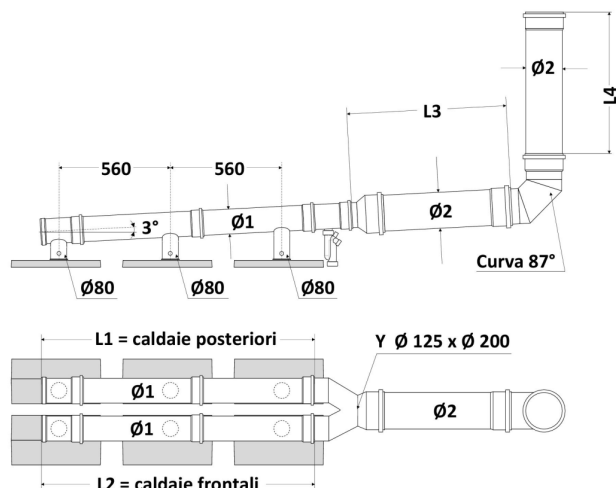 Ø2
L4
L3
560
560
3°
Ø1
Ø2
Ø80
Ø80
Ø80
Curva 87°
L1 = caldaie posteriori
Y Ø 125 x Ø 200
Ø1
Ø1
Ø2
L2 = caldaie frontali